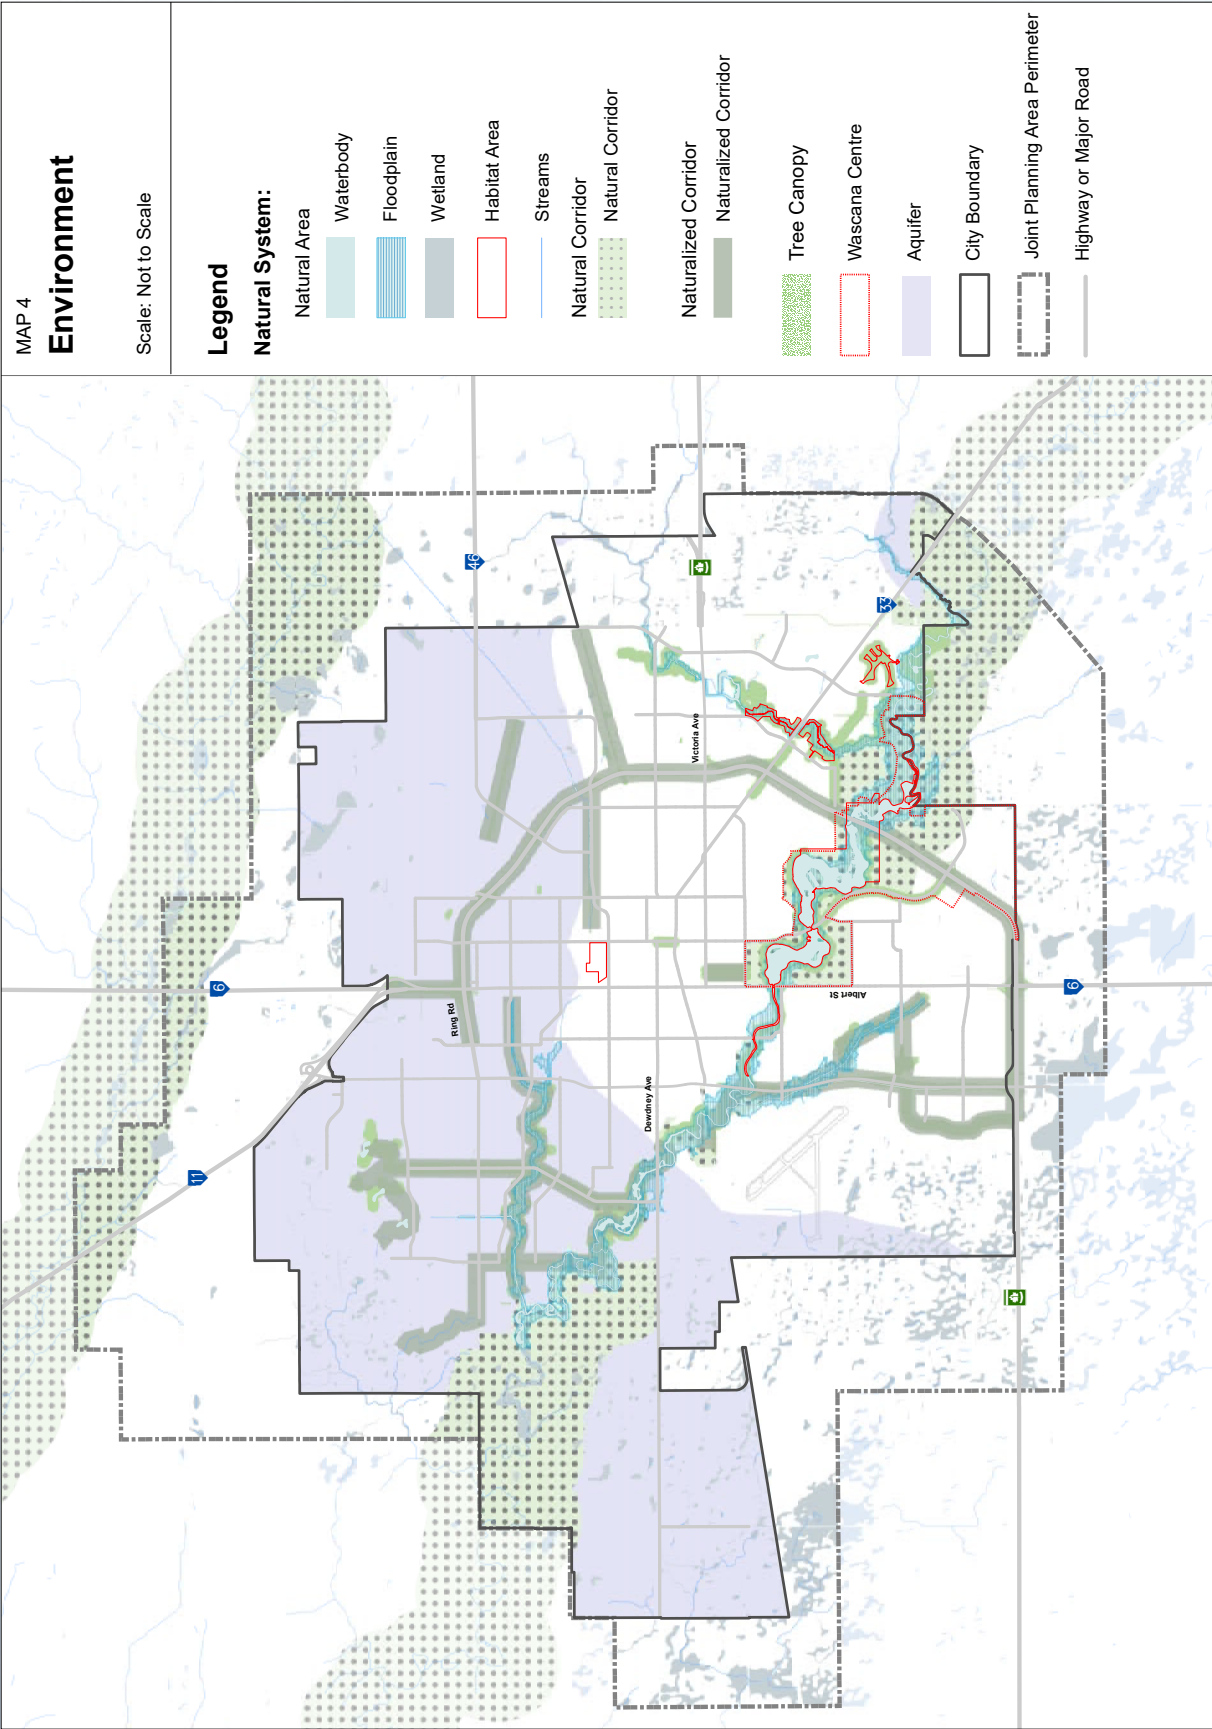 MAP 4
Environment
Scale: Not to Scale
Legend
Natural System:
Natural Area
Waterbody
Floodplain
Wetland
Habitat Area
Streams
Natural Corridor
Natural Corridor
Naturalized Corridor
Naturalized Corridor
Tree Canopy
Wascana Centre
Aquifer
City Boundary
Joint Planning Area Perimeter
Highway or Major Road
11
6
46
Ring Rd
Victoria Ave
33
Dewdney Ave
Albert St
6